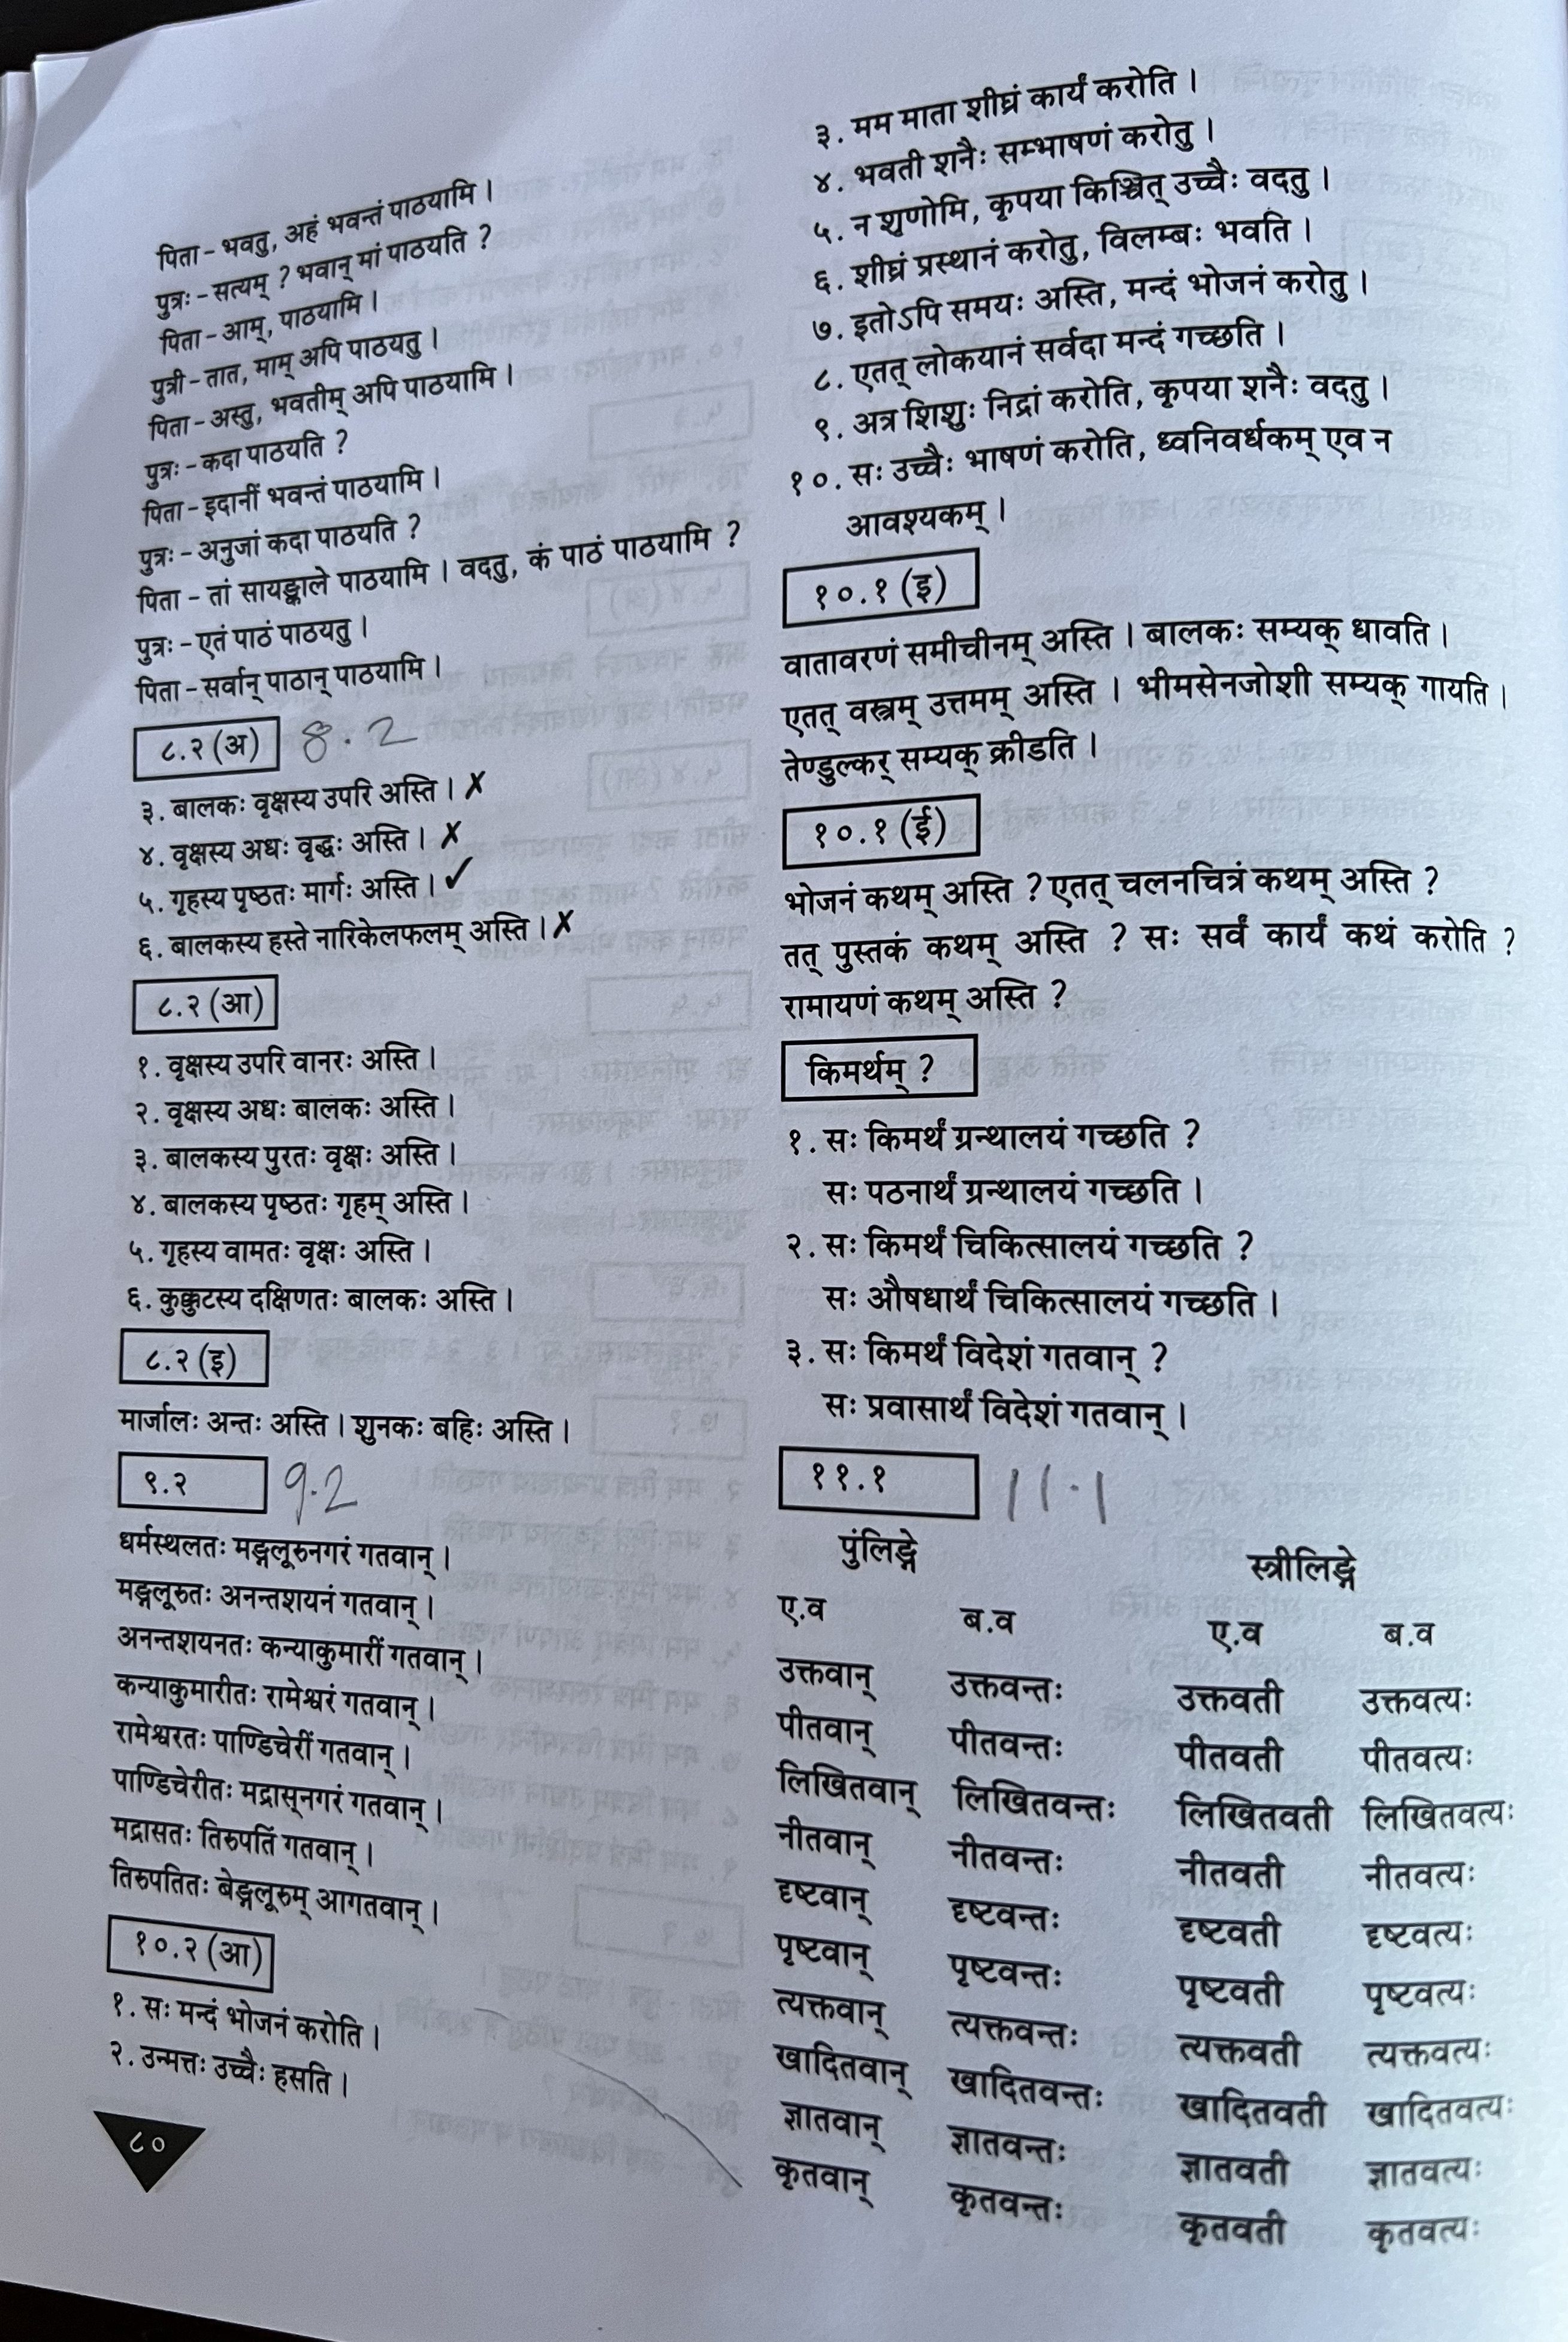 पिता - भवतु, अहं भवन्तं पाठयामि ।
पुत्रः - सत्यम् ? भवान् मां पाठयति ?
पिता - आम्, पाठयामि ।
पुत्री - तात, माम् अपि पाठयतु ।
पिता - अस्तु, भवतीम् अपि पाठयामि ।
पुत्रः - कदा पाठयति ?
पिता - इदानीं भवन्तं पाठयामि ।
पुत्रः - अनुजां कदा पाठयति ?
पिता - तां सायङ्काले पाठयामि । वदतु, कं पाठं पाठयामि ?
पुत्रः - एतं पाठं पाठयतु ।
पिता - सर्वान् पाठान् पाठयामि ।
८.२ (अ) 8.2
३. बालकः वृक्षस्य उपरि अस्ति । ✗
४. वृक्षस्य अधः वृद्धः अस्ति । ✗
५. गृहस्य पृष्ठतः मार्गः अस्ति । ✓
६. बालकस्य हस्ते नारिकेलफलम् अस्ति । ✗
८.२ (आ)
१. वृक्षस्य उपरि वानरः अस्ति ।
२. वृक्षस्य अधः बालकः अस्ति ।
३. बालकस्य पुरतः वृक्षः अस्ति ।
४. बालकस्य पृष्ठतः गृहम् अस्ति ।
५. गृहस्य वामतः वृक्षः अस्ति ।
६. कुक्कुटस्य दक्षिणतः बालकः अस्ति ।
८.२ (इ)
मार्जालः अन्तः अस्ति । शुनकः बहिः अस्ति ।
९.२ 9.2
धर्मस्थलतः मङ्गलूरुनगरं गतवान् ।
मङ्गलूरुतः अनन्तशयनं गतवान् ।
अनन्तशयनतः कन्याकुमारीं गतवान् ।
कन्याकुमारीतः रामेश्वरं गतवान् ।
रामेश्वरतः पाण्डिचेरीं गतवान् ।
पाण्डिचेरीतः मद्रास्नगरं गतवान् ।
मद्रासतः तिरुपतिं गतवान् ।
तिरुपतितः बेङ्गलूरुम् आगतवान् ।
१०.२ (आ)
१. सः मन्दं भोजनं करोति ।
२. उन्मत्तः उच्चैः हसति ।
८०
३. मम माता शीघ्रं कार्यं करोति ।
४. भवती शनैः सम्भाषणं करोतु ।
५. न शृणोमि, कृपया किञ्चित् उच्चैः वदतु ।
६. शीघ्रं प्रस्थानं करोतु, विलम्बः भवति ।
७. इतोऽपि समयः अस्ति, मन्दं भोजनं करोतु ।
८. एतत् लोकयानं सर्वदा मन्दं गच्छति ।
९. अत्र शिशुः निद्रां करोति, कृपया शनैः वदतु ।
१०. सः उच्चैः भाषणं करोति, ध्वनिवर्धकम् एव न
आवश्यकम् ।
१०.१ (इ)
वातावरणं समीचीनम् अस्ति । बालकः सम्यक् धावति ।
एतत् वस्त्रम् उत्तमम् अस्ति । भीमसेनजोशी सम्यक् गायति ।
तेण्डुल्कर् सम्यक् क्रीडति ।
१०.१ (ई)
भोजनं कथम् अस्ति ? एतत् चलनचित्रं कथम् अस्ति ?
तत् पुस्तकं कथम् अस्ति ? सः सर्वं कार्यं कथं करोति ?
रामायणं कथम् अस्ति ?
किमर्थम् ?
१. सः किमर्थं ग्रन्थालयं गच्छति ?
सः पठनार्थं ग्रन्थालयं गच्छति ।
२. सः किमर्थं चिकित्सालयं गच्छति ?
सः औषधार्थं चिकित्सालयं गच्छति ।
३. सः किमर्थं विदेशं गतवान् ?
सः प्रवासार्थं विदेशं गतवान् ।
११.१ 11.1
पुंलिङ्गे स्त्रीलिङ्गे
ए.व ब.व ए.व ब.व
उक्तवान् उक्तवन्तः उक्तवती उक्तवत्यः
पीतवान् पीतवन्तः पीतवती पीतवत्यः
लिखितवान् लिखितवन्तः लिखितवती लिखितवत्यः
नीतवान् नीतवन्तः नीतवती नीतवत्यः
दृष्टवान् दृष्टवन्तः दृष्टवती दृष्टवत्यः
पृष्टवान् पृष्टवन्तः पृष्टवती पृष्टवत्यः
त्यक्तवान् त्यक्तवन्तः त्यक्तवती त्यक्तवत्यः
खादितवान् खादितवन्तः खादितवती खादितवत्यः
ज्ञातवान् ज्ञातवन्तः ज्ञातवती ज्ञातवत्यः
कृतवान् कृतवन्तः कृतवती कृतवत्यः